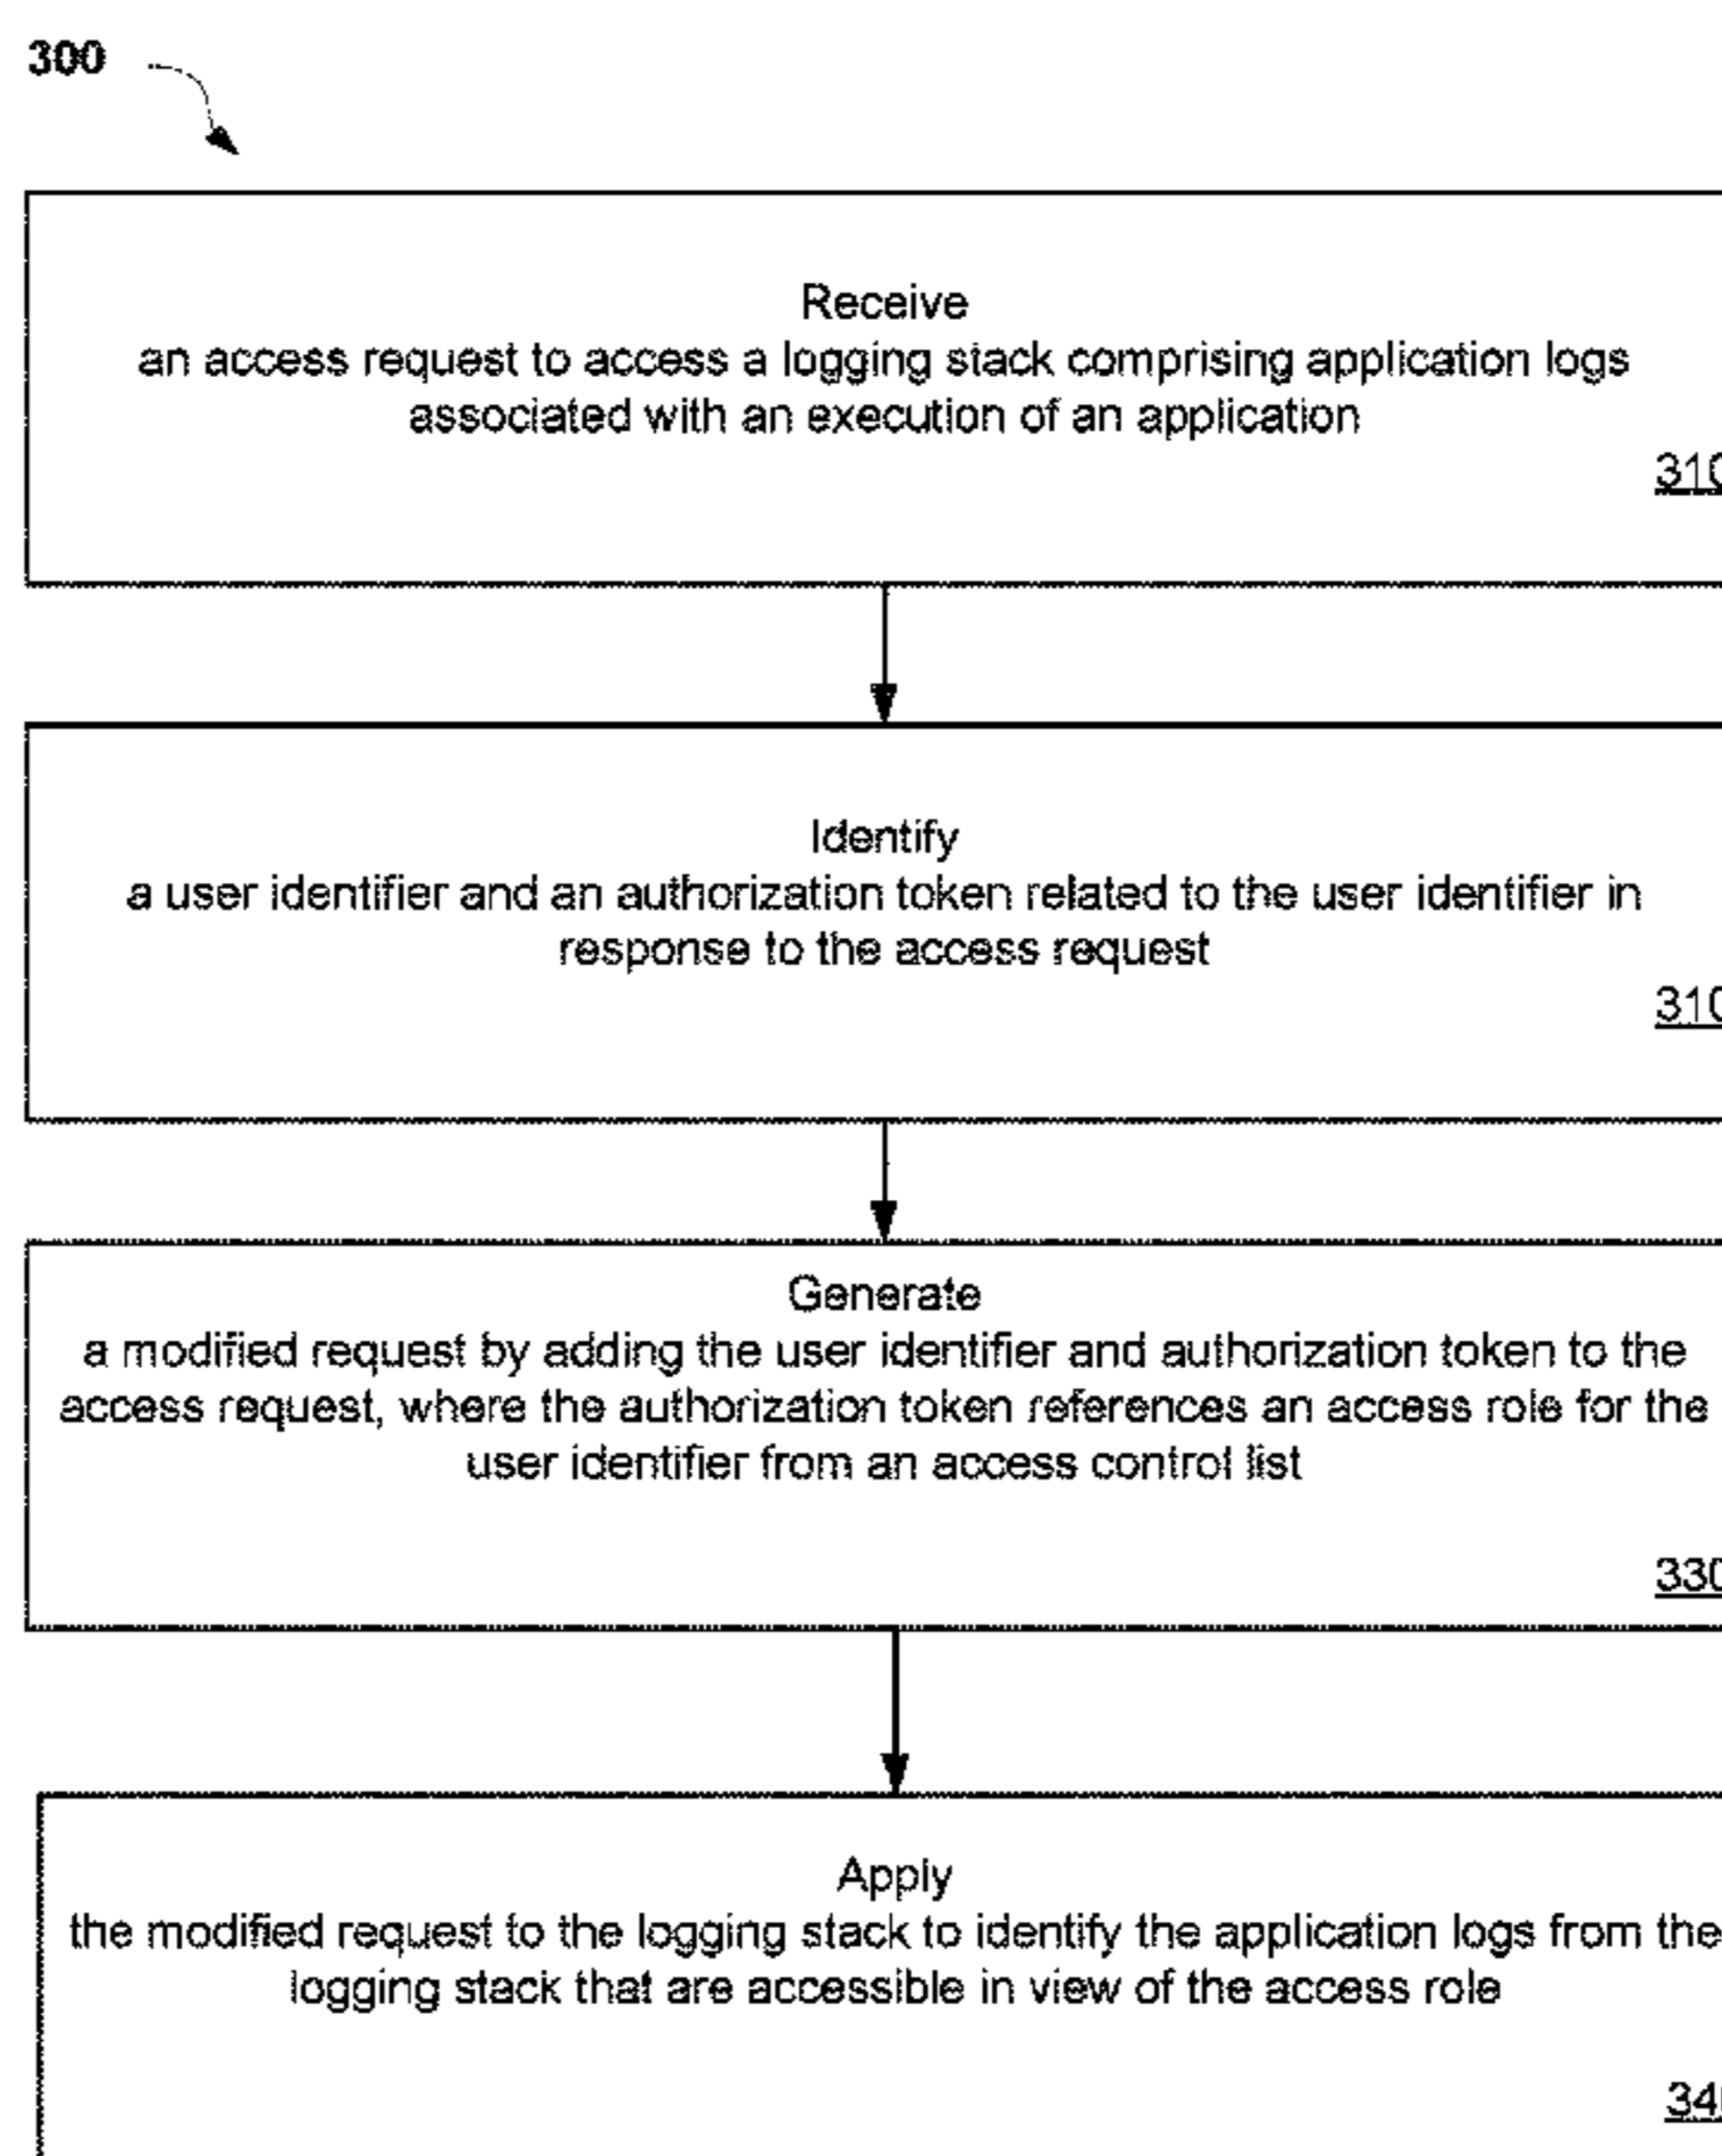 300
Receive
an access request to access a logging stack comprising application logs
associated with an execution of an application
310
Identify
a user identifier and an authorization token related to the user identifier in
response to the access request
310
Generate
a modified request by adding the user identifier and authorization token to the
access request, where the authorization token references an access role for the
user identifier from an access control list
330
Apply
the modified request to the logging stack to identify the application logs from the
logging stack that are accessible in view of the access role
340